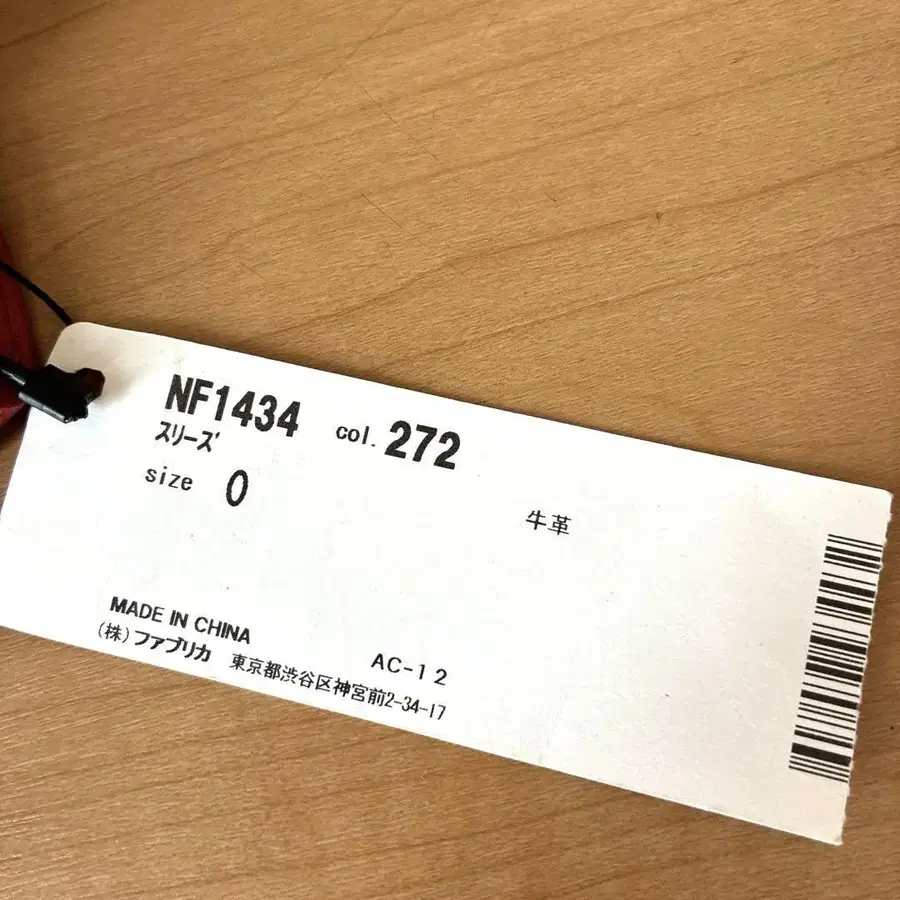 NF1434 col. 272
スリーズ
size 0
牛革
MADE IN CHINA
AC-12
(株)ファブリカ 東京都渋谷区神宮前2-34-17